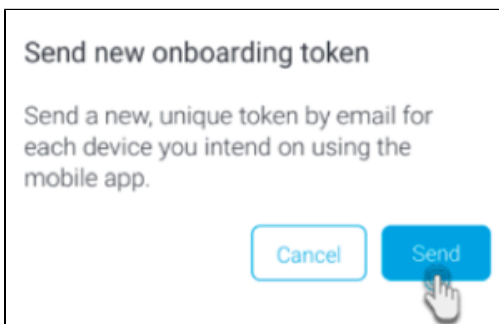 Send new onboarding token
Send a new, unique token by email for
each device you intend on using the
mobile app.
Cancel
Send